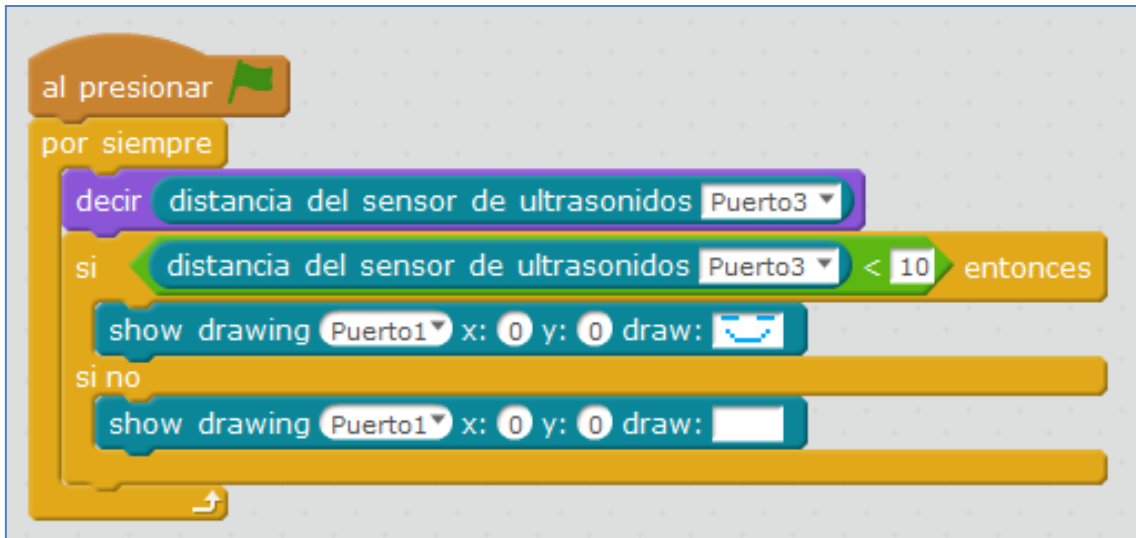 al presionar
por siempre
decir distancia del sensor de ultrasonidos Puerto3
si distancia del sensor de ultrasonidos Puerto3 < 10 entonces
show drawing Puerto1 x: 0 y: 0 draw:
si no
show drawing Puerto1 x: 0 y: 0 draw: